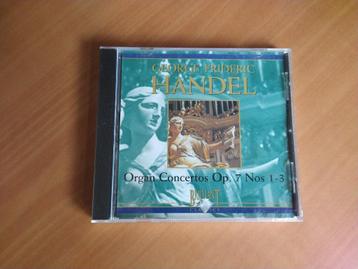 GEORGE FRIDERIC
HANDEL
Organ Concertos Op. 7 Nos 1-3